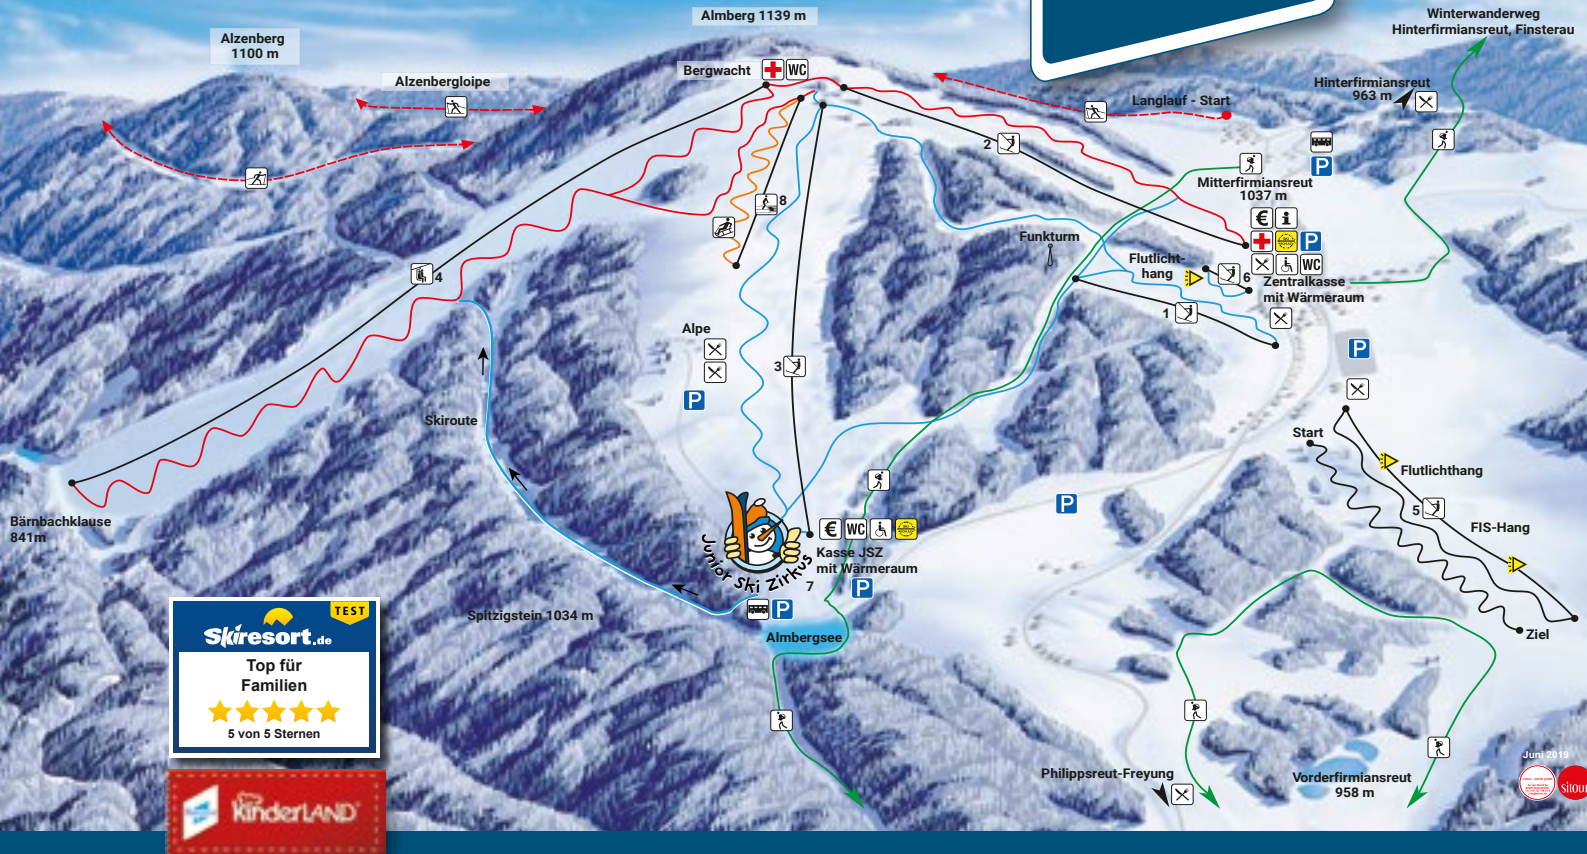 Almberg 1139 m
Winterwanderweg
Hinterfirmiansreut, Finsterau
Alzenberg
1100 m
Bergwacht
WC
Alzenbergloipe
Hinterfirmiansreut
963 m
Langlauf - Start
2
P
Mitterfirmiansreut
1037 m
8
€ i
P
Funkturm
Flutlicht-
hang
WC
4
6
Zentralkasse
mit Wärmeraum
1
Alpe
P
3
P
Skiroute
Start
Flutlichthang
P
5
FIS-Hang
Bärnbachklause
841m
€ WC
Junior Ski Zirkus
Kasse JSZ
mit Wärmeraum
7
P
P
Spitzigstein 1034 m
Almbergsee
Ziel
TEST
Skiresort.de
Top für
Familien
5 von 5 Sternen
Juni 2019
sitour
Philippsreut-Freyung
Vorderfirmiansreut
958 m
KinderLAND